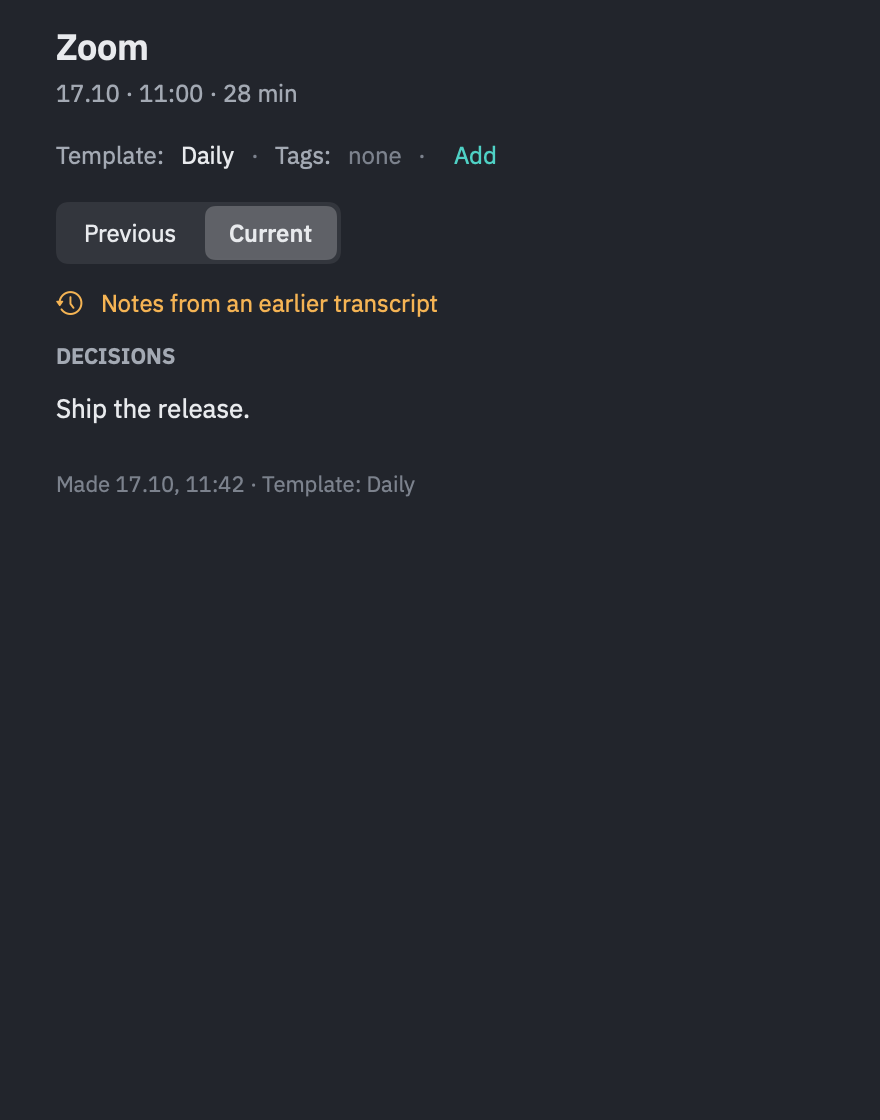 Zoom
17.10 · 11:00 · 28 min
Template: Daily · Tags: none · Add
Previous Current
Notes from an earlier transcript
DECISIONS
Ship the release.
Made 17.10, 11:42 · Template: Daily